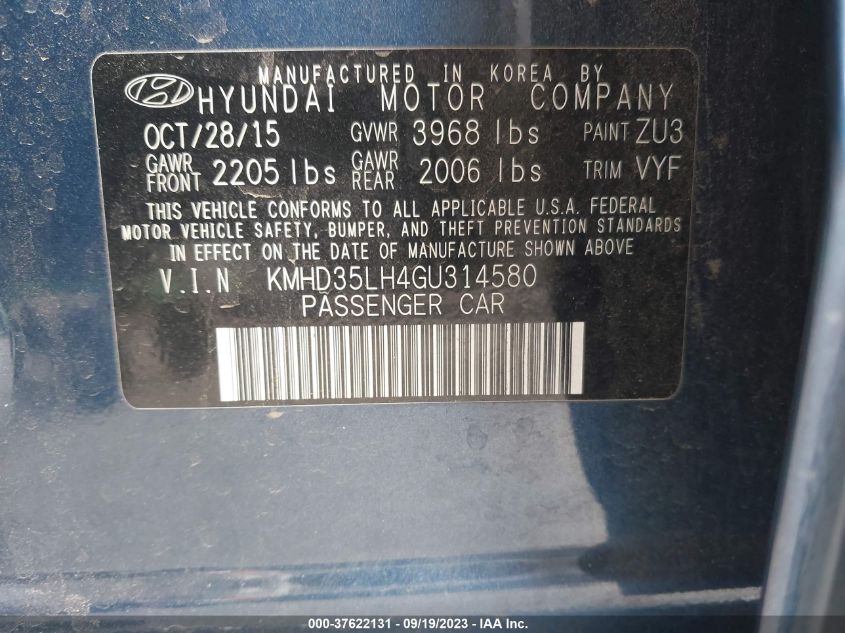 MANUFACTURED IN KOREA BY
HYUNDAI MOTOR COMPANY
OCT/28/15 GVWR 3968 lbs PAINT ZU3
GAWR FRONT 2205 lbs GAWR REAR 2006 lbs TRIM VYF
THIS VEHICLE CONFORMS TO ALL APPLICABLE U.S.A. FEDERAL
MOTOR VEHICLE SAFETY, BUMPER, AND THEFT PREVENTION STANDARDS
IN EFFECT ON THE DATE OF MANUFACTURE SHOWN ABOVE
V.I.N KMHD35LH4GU314580
PASSENGER CAR
000-37622131 - 09/19/2023 - IAA Inc.